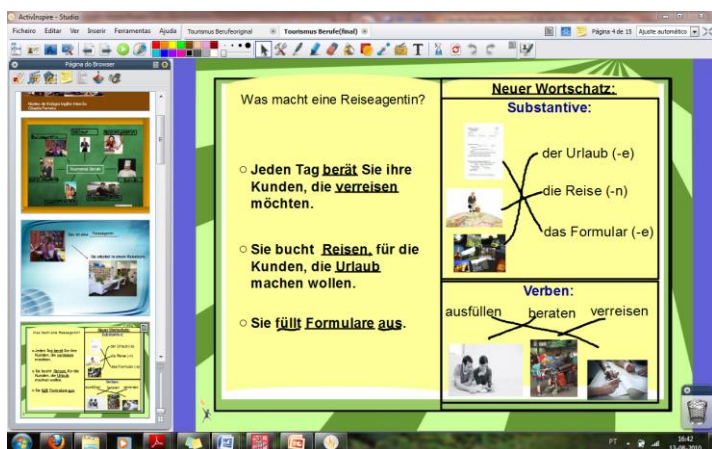 ActivInspire - Studio
Ficheiro Editar Ver Inserir Ferramentas Ajuda
Tourismus Berufeoriginal
Tourismus Berufe(final)
Página 4 de 15
Ajuste automático
Página do Browser
Was macht eine Reiseagentin?
○ Jeden Tag berät Sie ihre
Kunden, die verreisen
möchten.
○ Sie bucht Reisen, für die
Kunden, die Urlaub
machen wollen.
○ Sie füllt Formulare aus.
Neuer Wortschatz:
Substantive:
der Urlaub (-e)
die Reise (-n)
das Formular (-e)
Verben:
ausfüllen beraten verreisen
PT
16:42